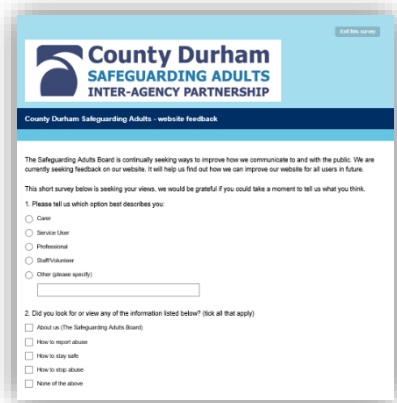 Exit this survey
County Durham
SAFEGUARDING ADULTS
INTER-AGENCY PARTNERSHIP
County Durham Safeguarding Adults - website feedback
The Safeguarding Adults Board is continually seeking ways to improve how we communicate to and with the public. We are
currently seeking feedback on our website. It will help us find out how we can improve our website for all users in future.
This short survey below is seeking your views, we would be grateful if you could take a moment to tell us what you think.
1. Please tell us which option best describes you:
Carer
Service User
Professional
Staff/Volunteer
Other (please specify)
2. Did you look for or view any of the information listed below? (tick all that apply)
About us (The Safeguarding Adults Board)
How to report abuse
How to stay safe
How to stop abuse
None of the above